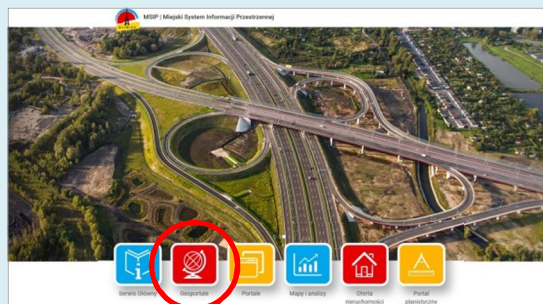 MSIP | Miejski System Informacji Przestrzennej
Serwis Główny
Geoportale
Portale
Mapy i analizy
Oferta
nieruchomości
Portal
planistyczny